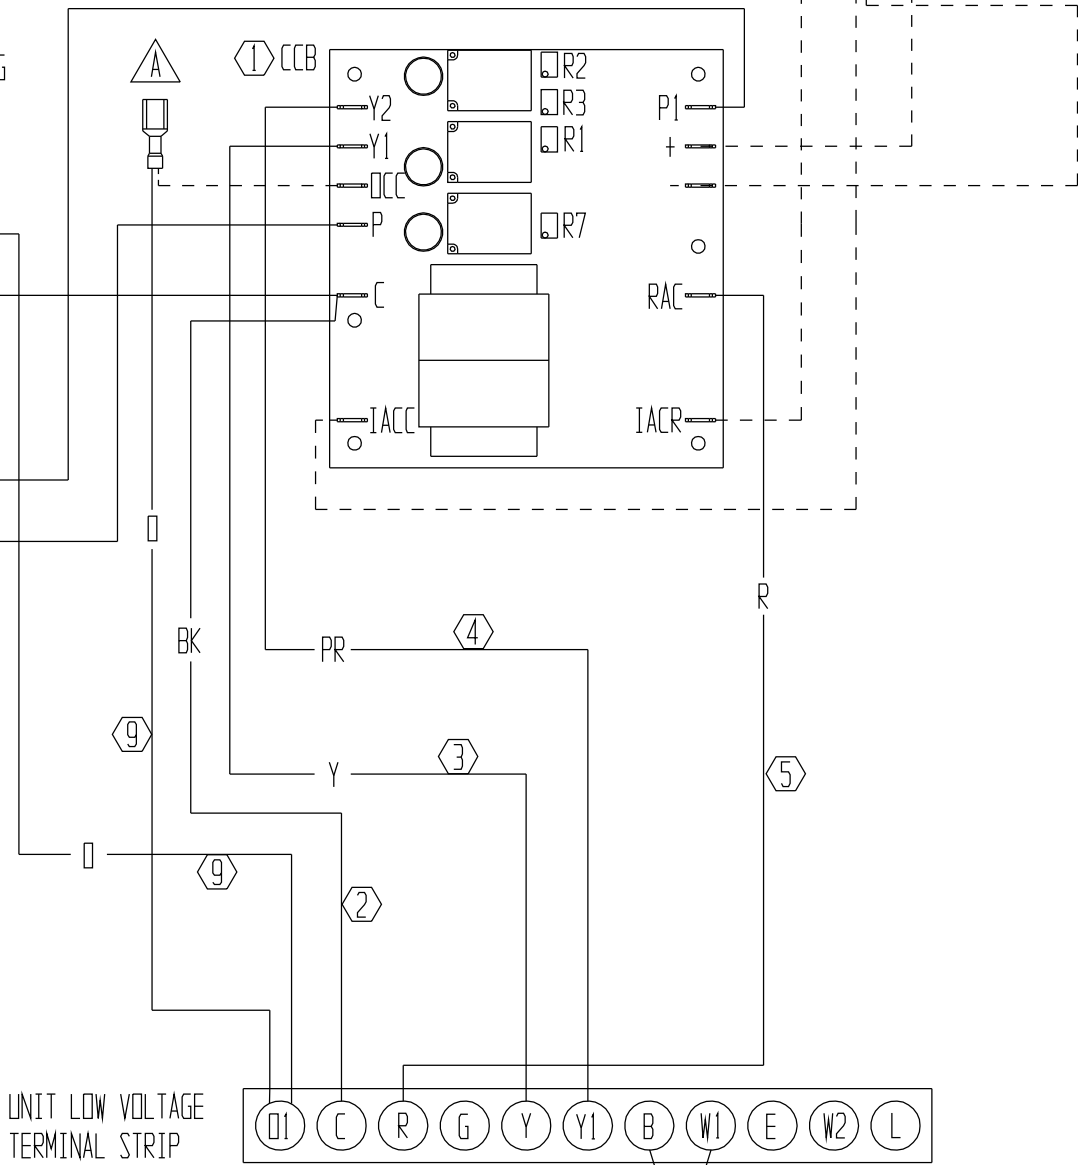 G
A
1 CCB
R2
Y2
R3
P1
Y1
R1
+
OCC
-
P
R7
C
RAC
IACC
IACR
O
R
BK
PR
4
9
Y
3
5
O
9
2
UNIT LOW VOLTAGE
TERMINAL STRIP
O1 C R G Y Y1 B W1 E W2 L